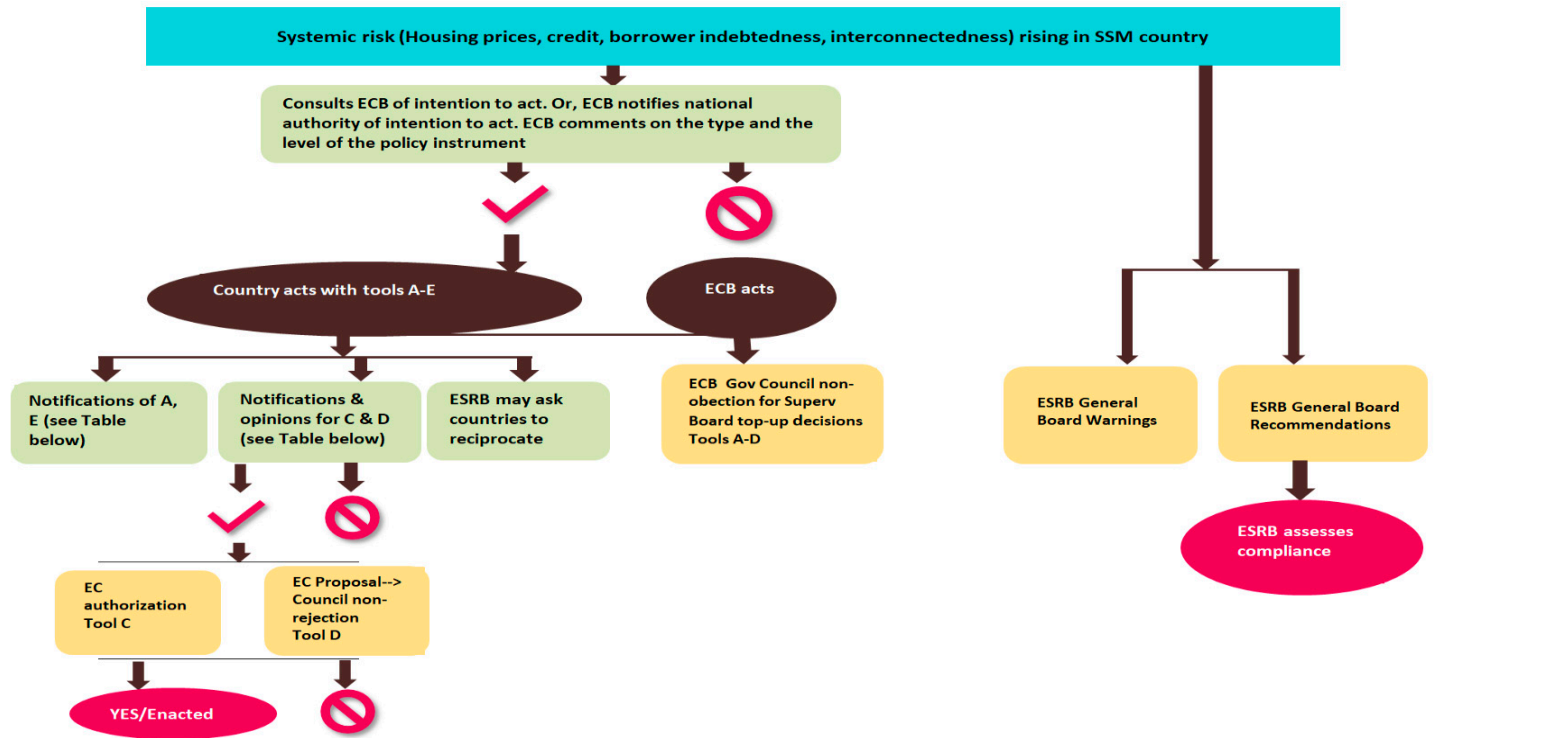 Systemic risk (Housing prices, credit, borrower indebtedness, interconnectedness) rising in SSM country
Consults ECB of intention to act. Or, ECB notifies national
authority of intention to act. ECB comments on the type and the
level of the policy instrument
Country acts with tools A-E
ECB acts
Notifications of A,
E (see Table
below)
Notifications &
opinions for C & D
(see Table below)
ESRB may ask
countries to
reciprocate
ECB Gov Council non-
obection for Superv
Board top-up decisions
Tools A-D
ESRB General
Board Warnings
ESRB General Board
Recommendations
ESRB assesses
compliance
EC
authorization
Tool C
EC Proposal-->
Council non-
rejection
Tool D
YES/Enacted